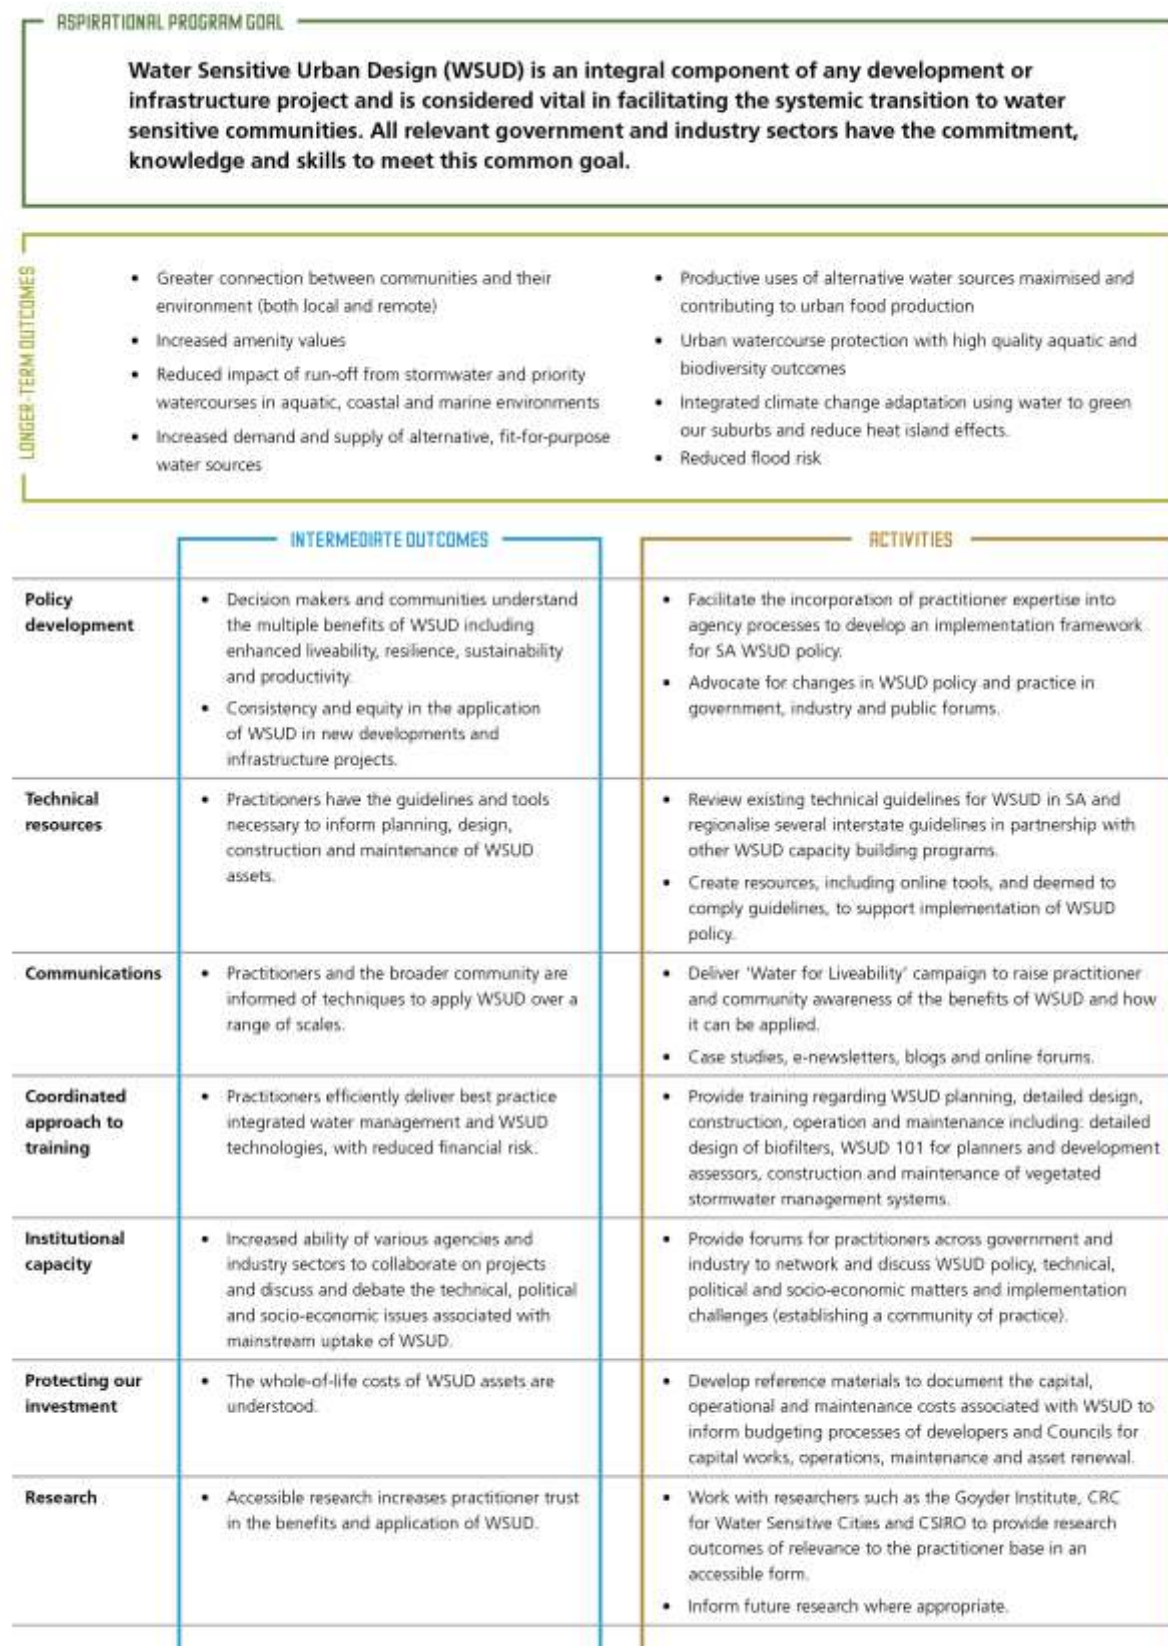 ASPIRATIONAL PROGRAM GOAL
Water Sensitive Urban Design (WSUD) is an integral component of any development or
infrastructure project and is considered vital in facilitating the systemic transition to water
sensitive communities. All relevant government and industry sectors have the commitment,
knowledge and skills to meet this common goal.
LONGER-TERM OUTCOMES
• Greater connection between communities and their
environment (both local and remote)
• Increased amenity values
• Reduced impact of run-off from stormwater and priority
watercourses in aquatic, coastal and marine environments
• Increased demand and supply of alternative, fit-for-purpose
water sources
• Productive uses of alternative water sources maximised and
contributing to urban food production
• Urban watercourse protection with high quality aquatic and
biodiversity outcomes
• Integrated climate change adaptation using water to green
our suburbs and reduce heat island effects.
• Reduced flood risk
INTERMEDIATE OUTCOMES
ACTIVITIES
Policy
development
• Decision makers and communities understand
the multiple benefits of WSUD including
enhanced liveability, resilience, sustainability
and productivity.
• Consistency and equity in the application
of WSUD in new developments and
infrastructure projects.
• Facilitate the incorporation of practitioner expertise into
agency processes to develop an implementation framework
for SA WSUD policy.
• Advocate for changes in WSUD policy and practice in
government, industry and public forums.
Technical
resources
• Practitioners have the guidelines and tools
necessary to inform planning, design,
construction and maintenance of WSUD
assets.
• Review existing technical guidelines for WSUD in SA and
regionalise several interstate guidelines in partnership with
other WSUD capacity building programs.
• Create resources, including online tools, and deemed to
comply guidelines, to support implementation of WSUD
policy.
Communications
• Practitioners and the broader community are
informed of techniques to apply WSUD over a
range of scales.
• Deliver 'Water for Liveability' campaign to raise practitioner
and community awareness of the benefits of WSUD and how
it can be applied.
• Case studies, e-newsletters, blogs and online forums.
Coordinated
approach to
training
• Practitioners efficiently deliver best practice
integrated water management and WSUD
technologies, with reduced financial risk.
• Provide training regarding WSUD planning, detailed design,
construction, operation and maintenance including: detailed
design of biofilters, WSUD 101 for planners and development
assessors, construction and maintenance of vegetated
stormwater management systems.
Institutional
capacity
• Increased ability of various agencies and
industry sectors to collaborate on projects
and discuss and debate the technical, political
and socio-economic issues associated with
mainstream uptake of WSUD.
• Provide forums for practitioners across government and
industry to network and discuss WSUD policy, technical,
political and socio-economic matters and implementation
challenges (establishing a community of practice).
Protecting our
investment
• The whole-of-life costs of WSUD assets are
understood.
• Develop reference materials to document the capital,
operational and maintenance costs associated with WSUD to
inform budgeting processes of developers and Councils for
capital works, operations, maintenance and asset renewal.
Research
• Accessible research increases practitioner trust
in the benefits and application of WSUD.
• Work with researchers such as the Goyder Institute, CRC
for Water Sensitive Cities and CSIRO to provide research
outcomes of relevance to the practitioner base in an
accessible form.
• Inform future research where appropriate.